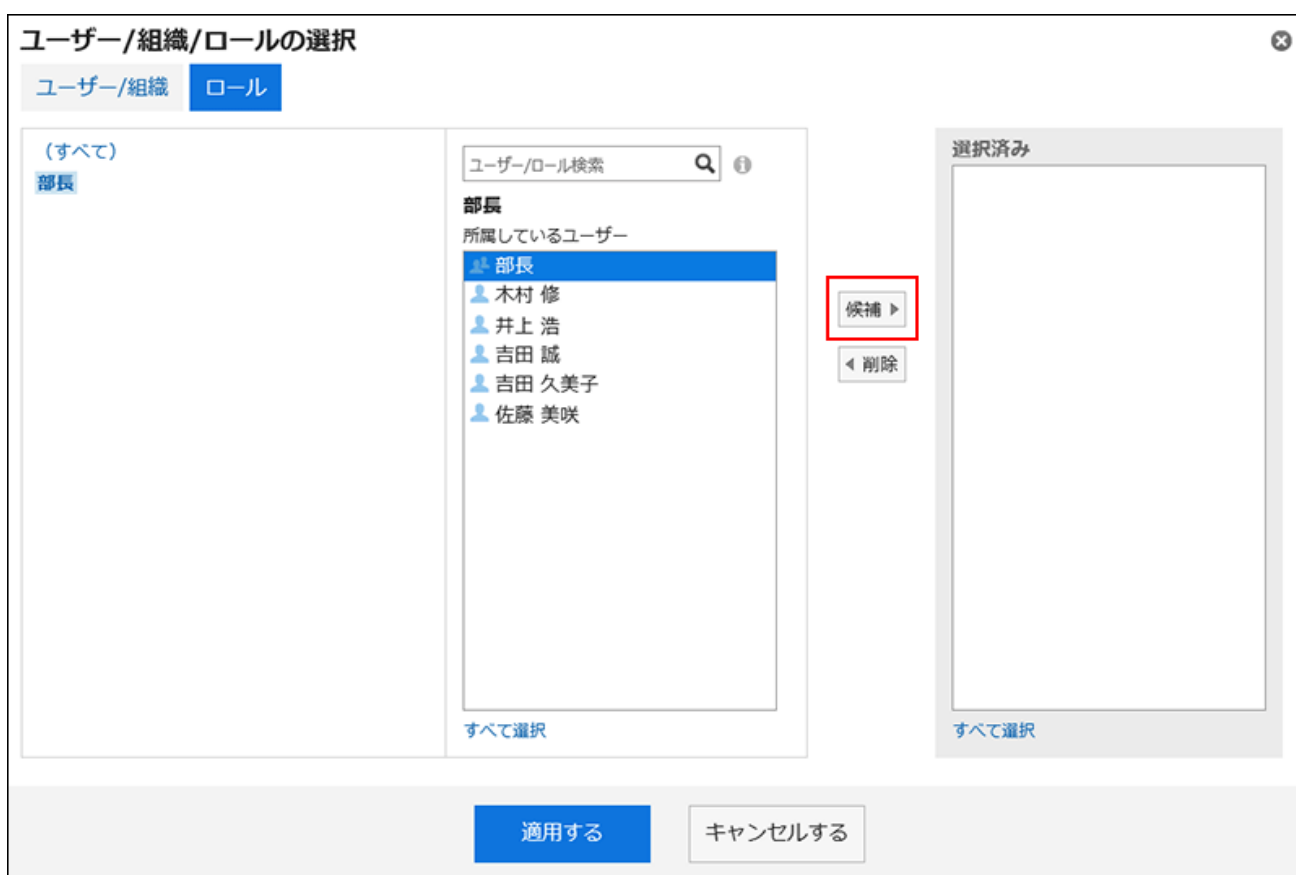 ユーザー/組織/ロールの選択
ユーザー/組織
ロール
(すべて)
部長
ユーザー/ロール検索
部長
所属しているユーザー
部長
木村 修
井上 浩
吉田 誠
吉田 久美子
佐藤 美咲
すべて選択
候補
削除
選択済み
すべて選択
適用する
キャンセルする